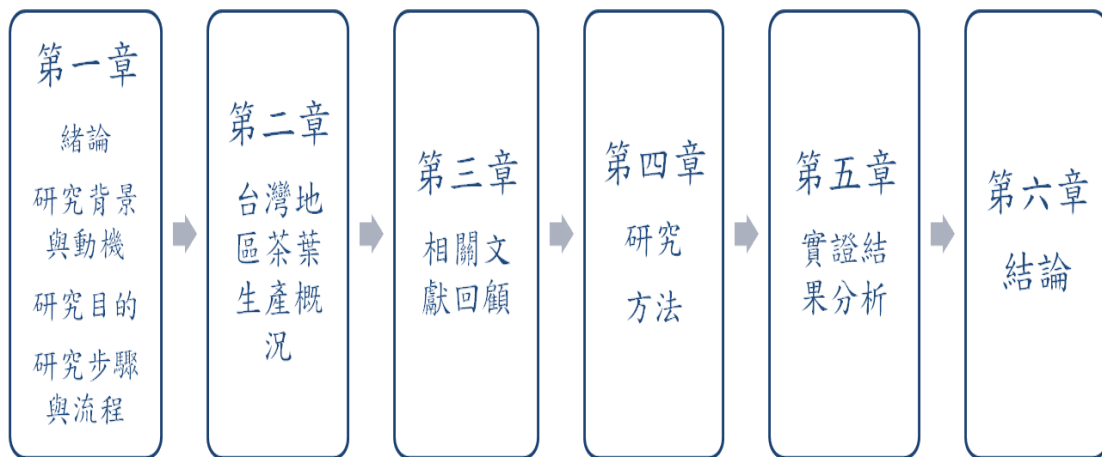 第一章
緒論
研究背景
與動機
研究目的
研究步驟
與流程
第二章
台灣地
區茶葉
生產概
況
第三章
相關文
獻回顧
第四章
研究
方法
第五章
實證結
果分析
第六章
結論